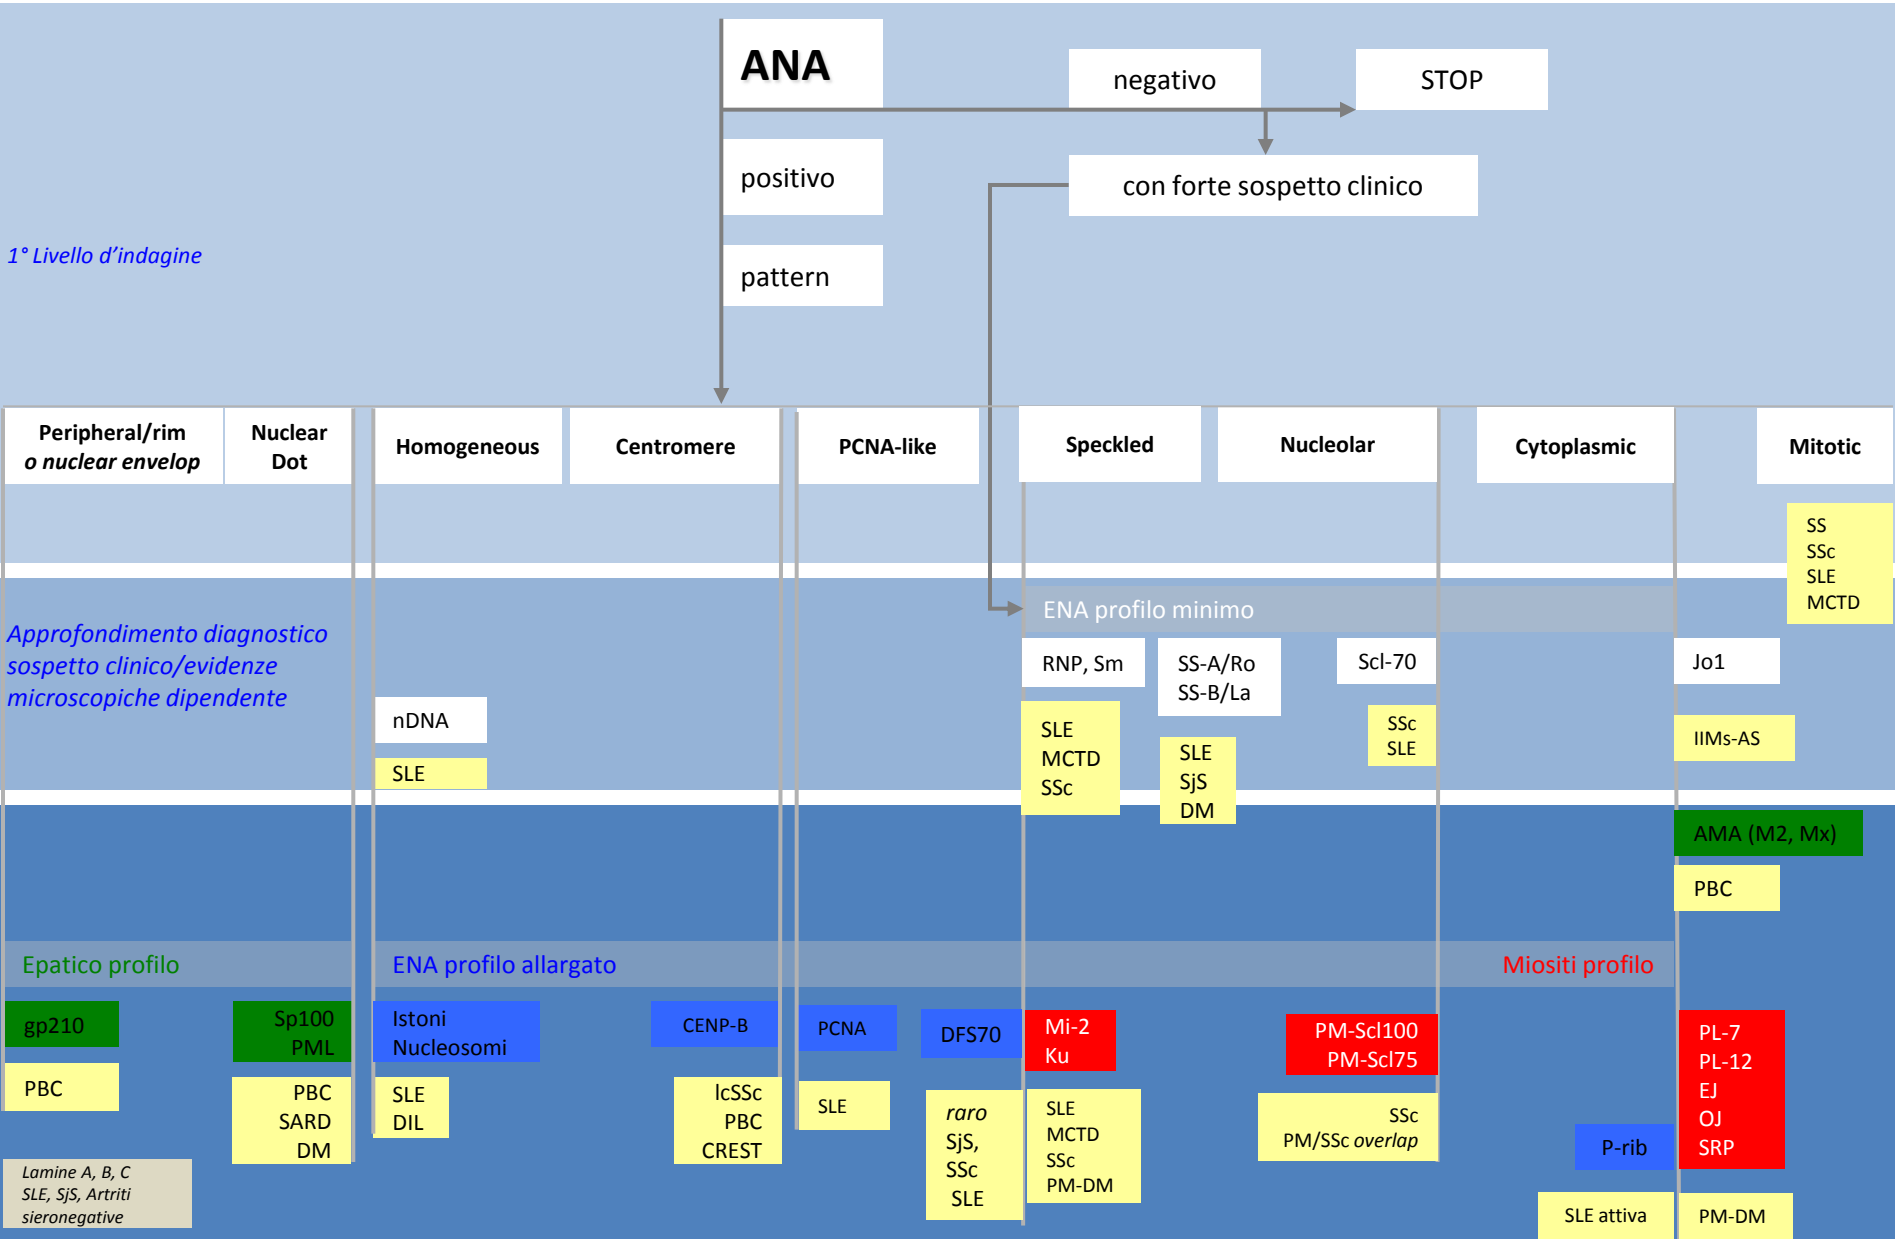 ANA
negativo
STOP
positivo
con forte sospetto clinico
1° Livello d'indagine
pattern
Peripheral/rim
o nuclear envelop
Nuclear
Dot
Homogeneous
Centromere
PCNA-like
Speckled
Nucleolar
Cytoplasmic
Mitotic
SS
SSc
SLE
MCTD
Approfondimento diagnostico
sospetto clinico/evidenze
microscopiche dipendente
ENA profilo minimo
nDNA
SLE
RNP, Sm
SLE
MCTD
SSc
SS-A/Ro
SS-B/La
SLE
SjS
DM
Scl-70
SSc
SLE
Jo1
IIMs-AS
AMA (M2, Mx)
PBC
Epatico profilo
ENA profilo allargato
Miositi profilo
gp210
PBC
Lamine A, B, C
SLE, SjS, Artriti
sieronegative
Sp100
PML
PBC
SARD
DM
Istoni
Nucleosomi
SLE
DIL
CENP-B
lcSSc
PBC
CREST
PCNA
SLE
DFS70
raro
SjS,
SSc
SLE
Mi-2
Ku
SLE
MCTD
SSc
PM-DM
PM-Scl100
PM-Scl75
SSc
PM/SSc overlap
P-rib
SLE attiva
PL-7
PL-12
EJ
OJ
SRP
PM-DM